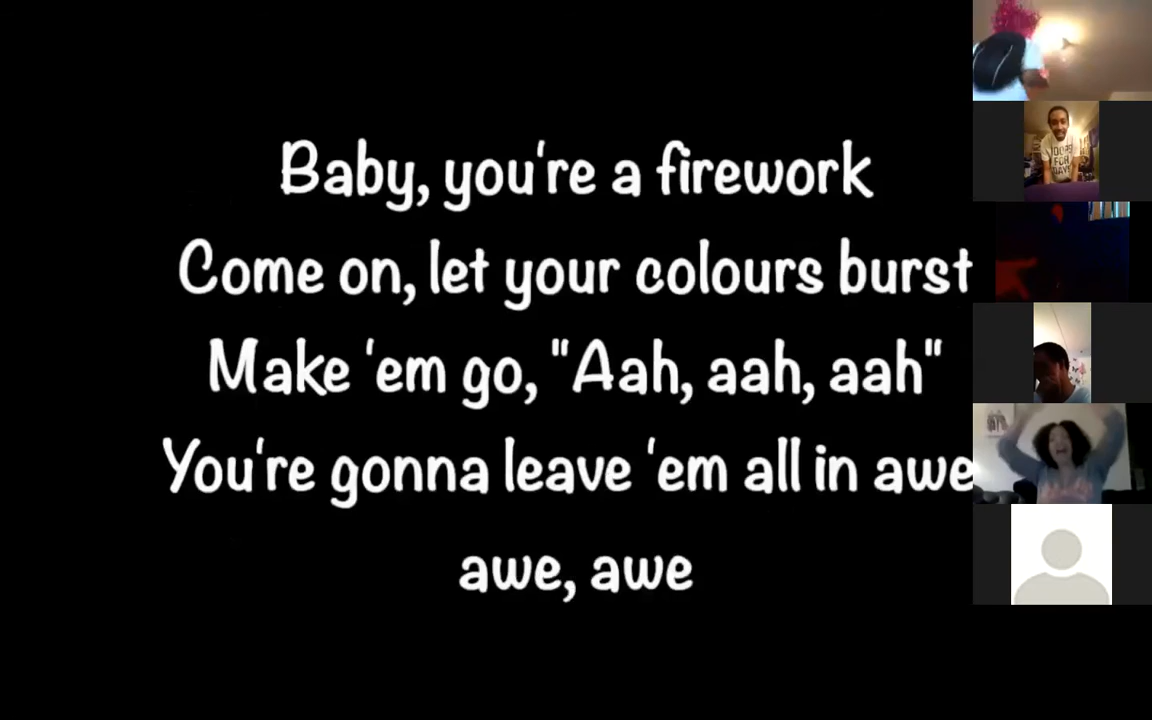 Baby, you're a firework
Come on, let your colours burst
Make 'em go, "Aah, aah, aah"
You're gonna leave 'em all in awe
awe, awe
FOR